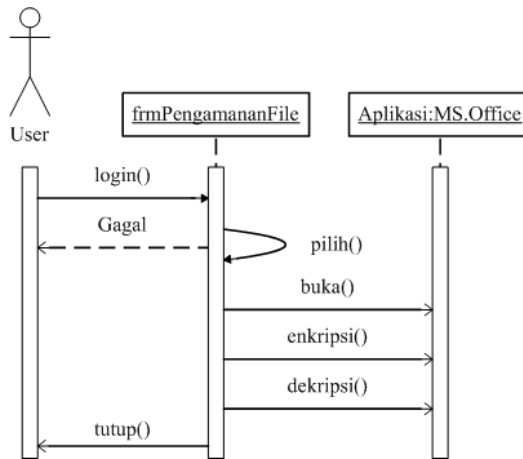 User
frmPengamananFile
Aplikasi:MS.Office
login()
Gagal
pilih()
buka()
enkripsi()
dekripsi()
tutup()